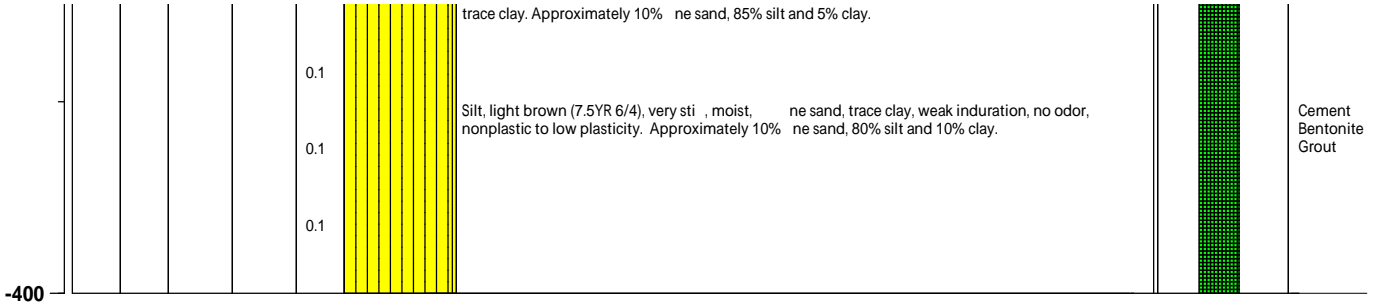 trace clay. Approximately 10% ne sand, 85% silt and 5% clay.
0.1
Silt, light brown (7.5YR 6/4), very sti , moist, ne sand, trace clay, weak induration, no odor,
nonplastic to low plasticity. Approximately 10% ne sand, 80% silt and 10% clay.
Cement
Bentonite
Grout
0.1
0.1
-400